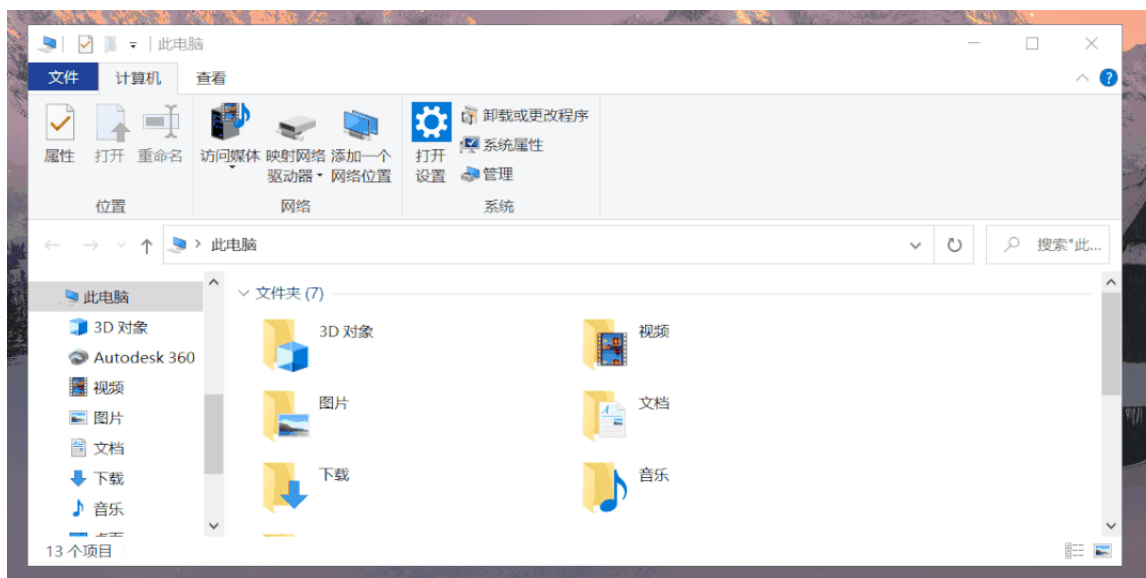 此电脑
文件 计算机 查看
属性 打开 重命名 访问媒体 映射网络驱动器 添加一个网络位置 打开设置 卸载或更改程序
系统属性
管理
位置 网络 系统
此电脑 搜索"此...
此电脑
3D 对象
Autodesk 360
视频
图片
文档
下载
音乐
桌面
文件夹 (7)
3D 对象 视频
图片 文档
下载 音乐
13 个项目